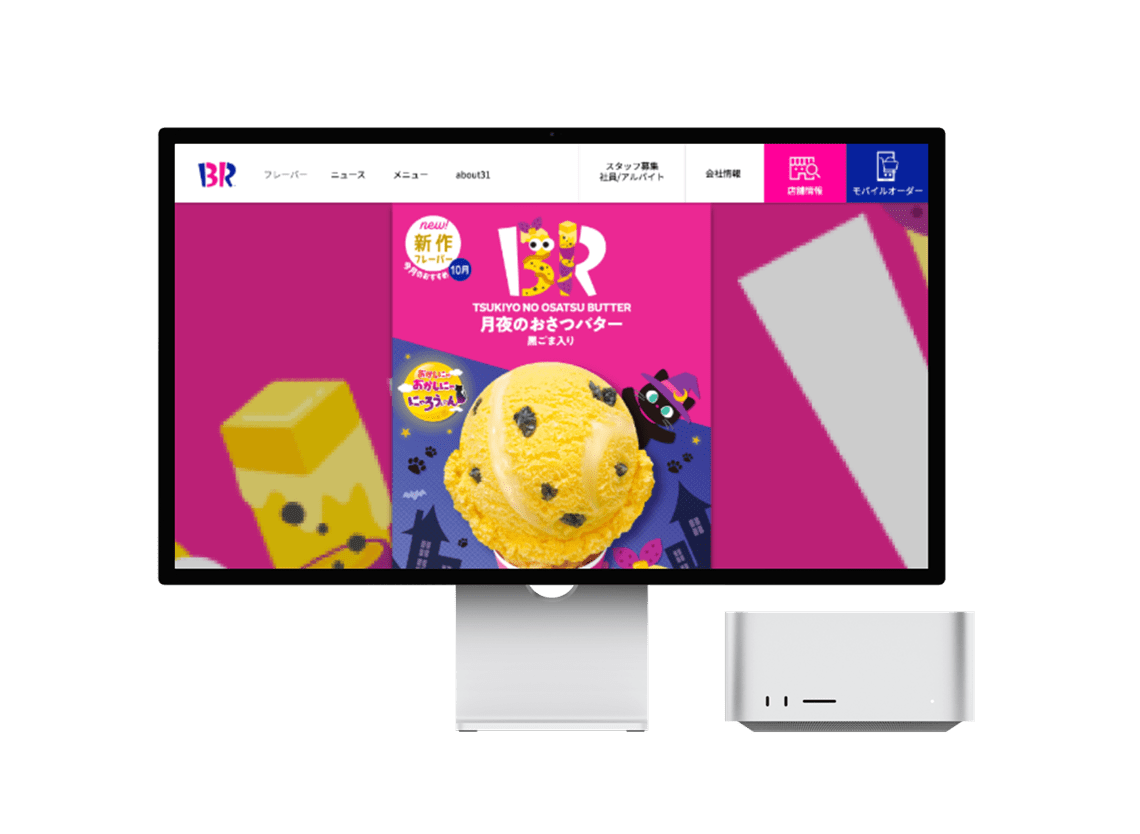 BR
フレーバー
ニュース
メニュー
about31
スタッフ募集
社員/アルバイト
会社情報
店舗情報
モバイルオーダー
new!
新作
フレーバー
今月のおすすめ
10月
BR
TSUKIYO NO OSATSU BUTTER
月夜のおさつバター
黒ごま入り
おかしにゃ
おかしにゃ
にゃろうぃん